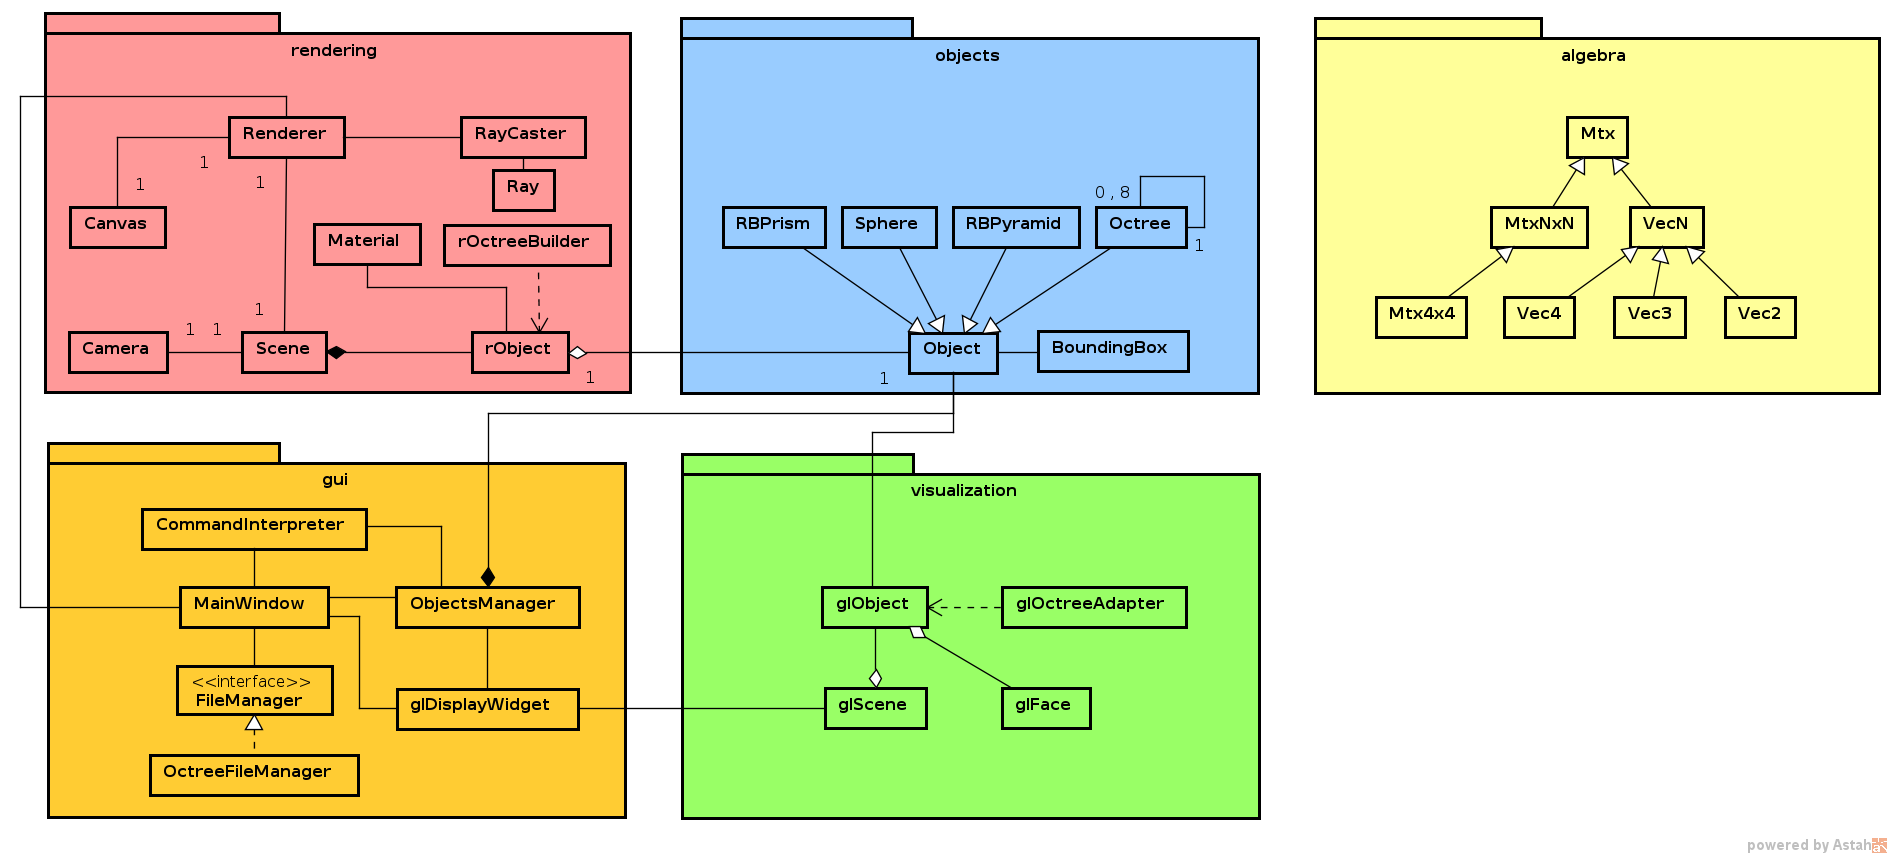 rendering
Renderer
RayCaster
1
1
1
Ray
Canvas
Material
rOctreeBuilder
1
1 1
Camera
Scene
rObject
1
objects
0 , 8
RBPrism
Sphere
RBPyramid
Octree
1
Object
BoundingBox
1
algebra
Mtx
MtxNxN
VecN
Mtx4x4
Vec4
Vec3
Vec2
gui
CommandInterpreter
MainWindow
ObjectsManager
<<interface>>
FileManager
glDisplayWidget
OctreeFileManager
visualization
glObject
glOctreeAdapter
glScene
glFace
powered by Astah